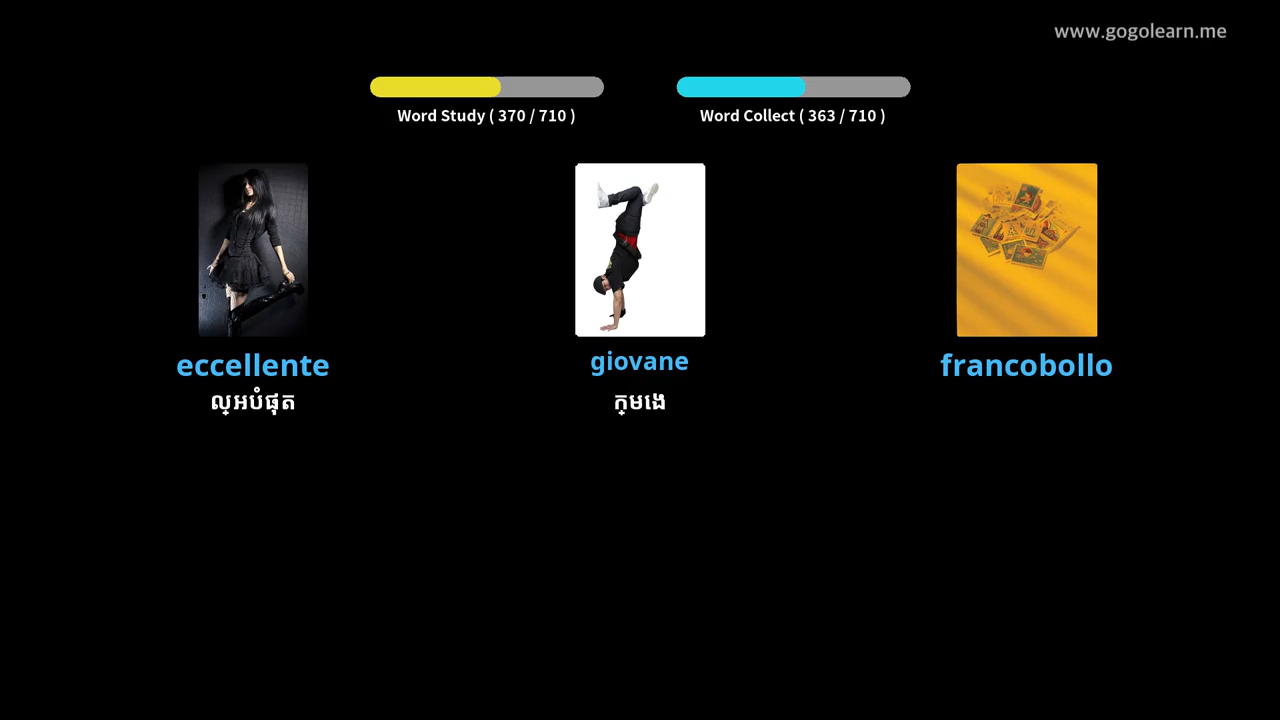 www.gogolearn.me
Word Study ( 370 / 710 )
Word Collect ( 363 / 710 )
eccellente
giovane
francobollo
ល្អបំផុត
ក្មេង